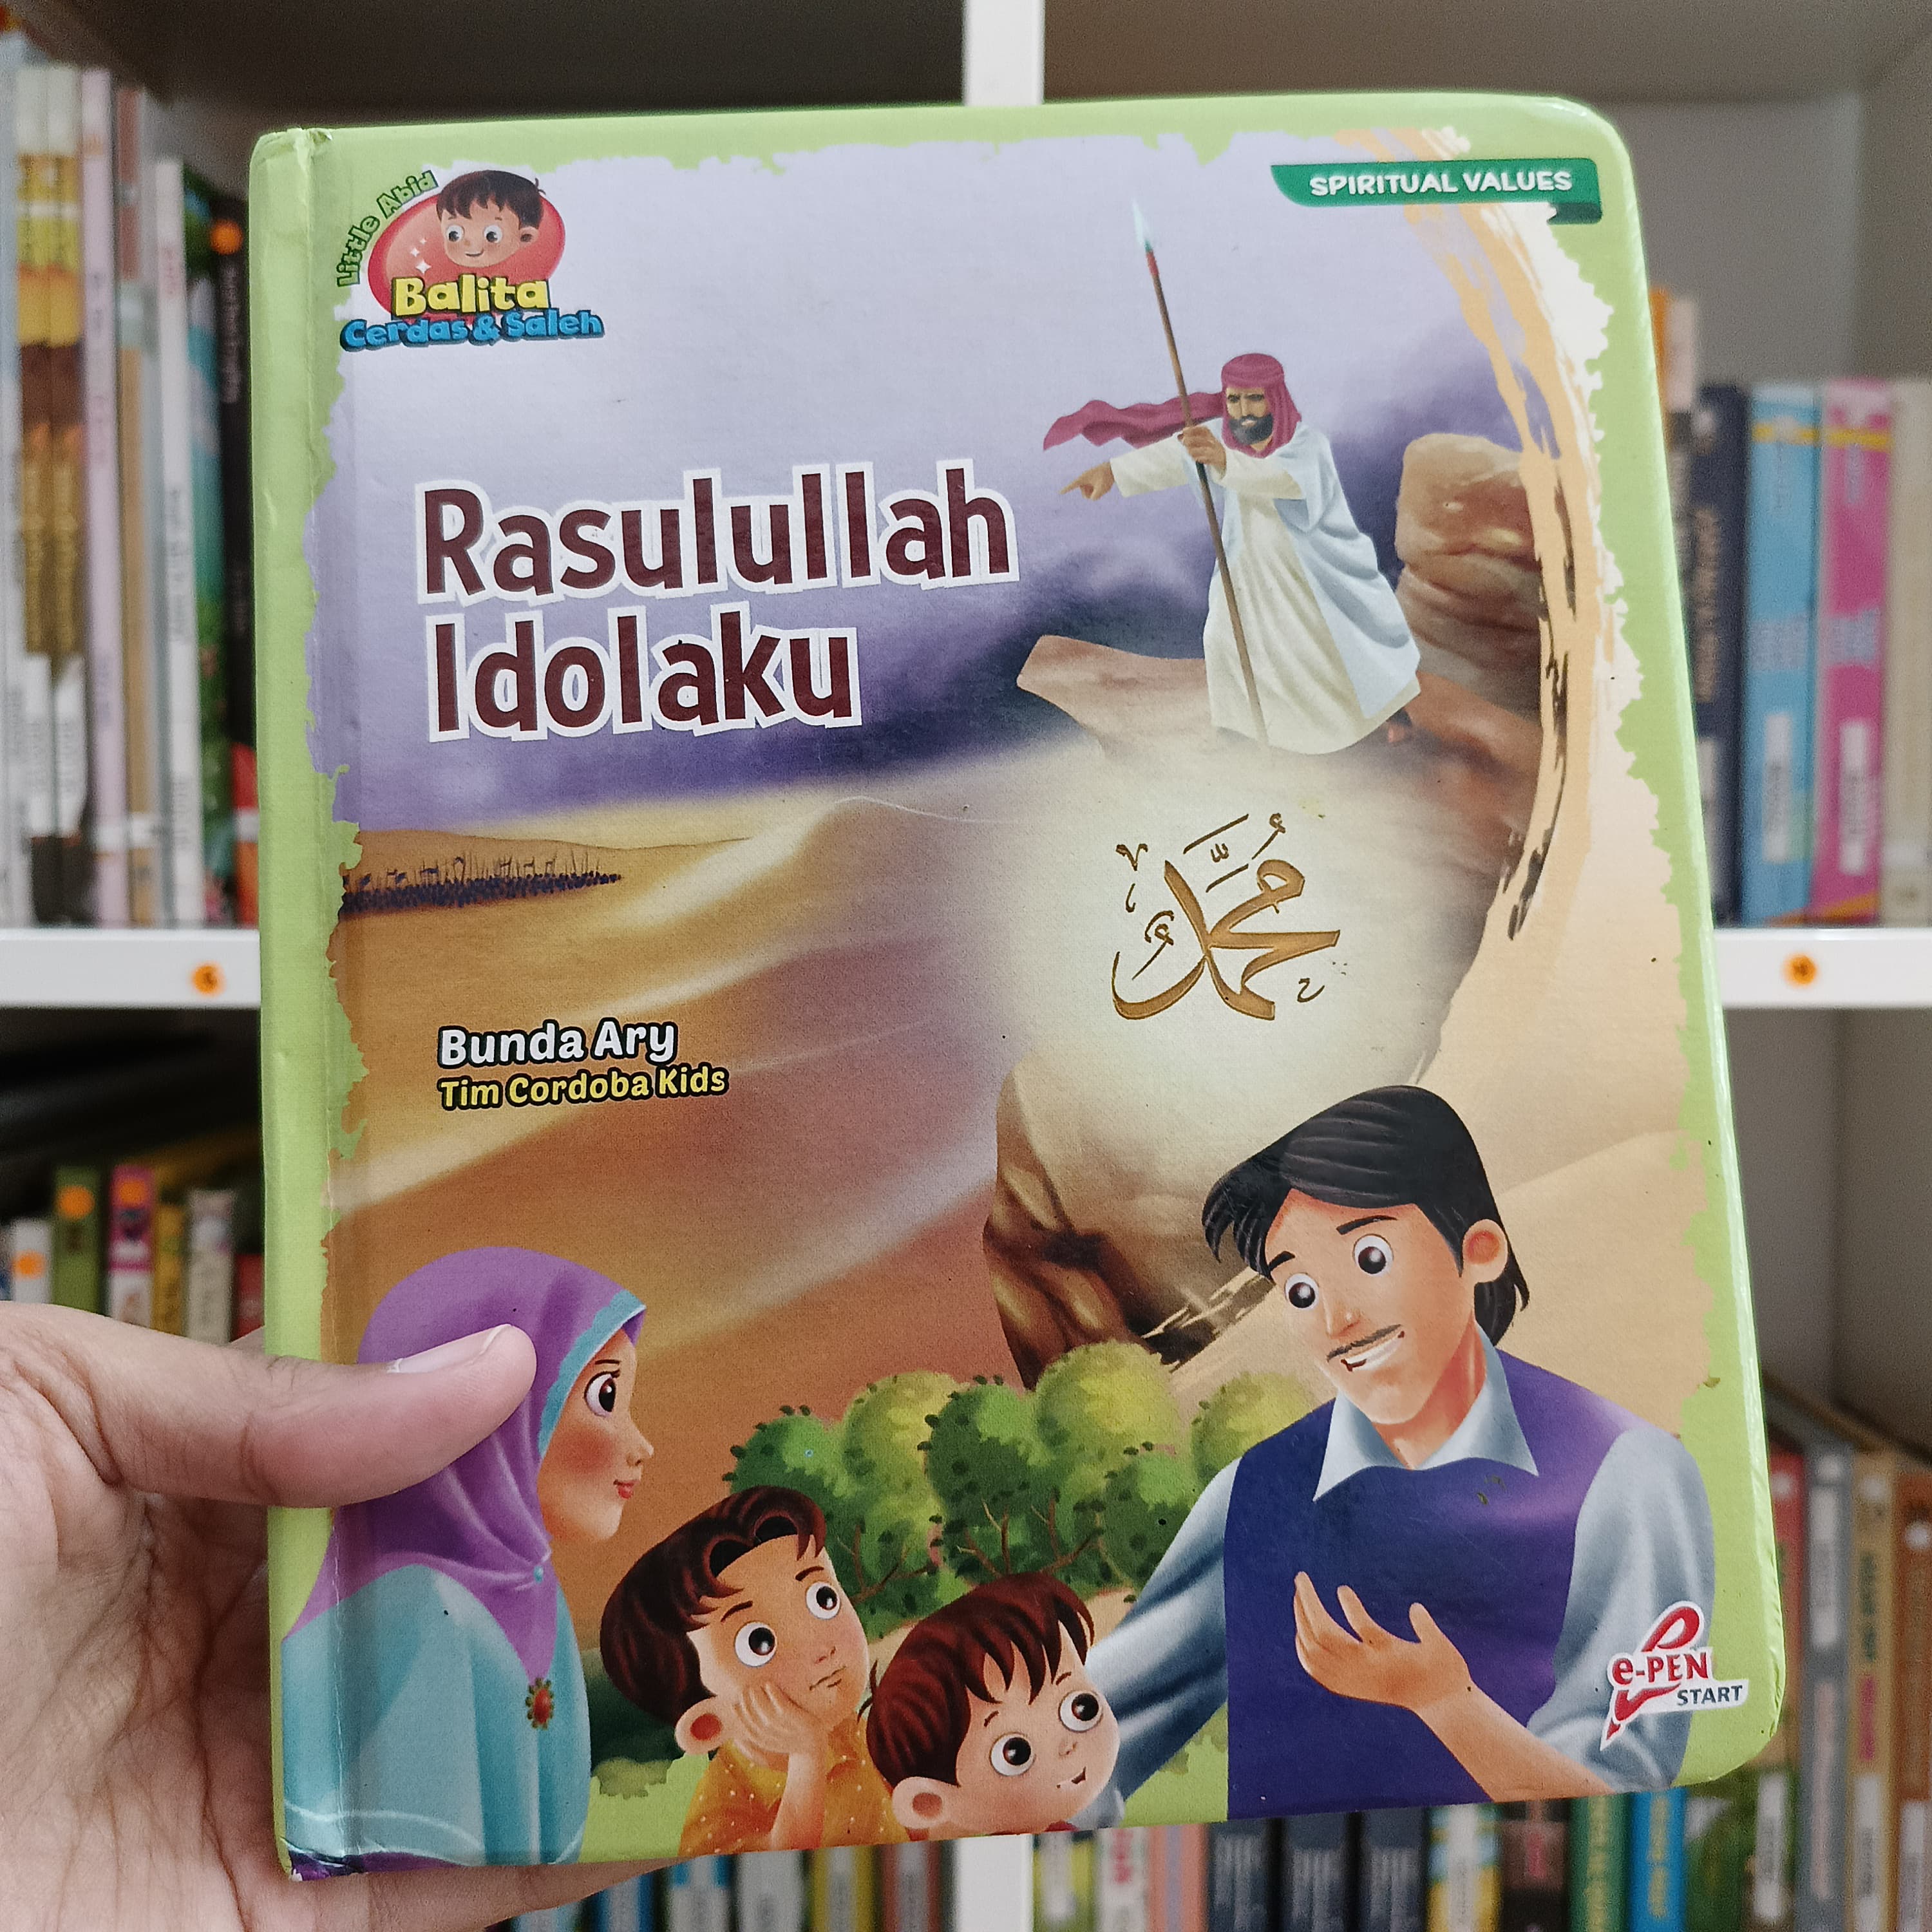 Little Abid
Balita
Cerdas & Saleh
SPIRITUAL VALUES
Rasulullah
Idolaku
مُحَمَّدٌ
Bunda Ary
Tim Cordoba Kids
e-PEN
START